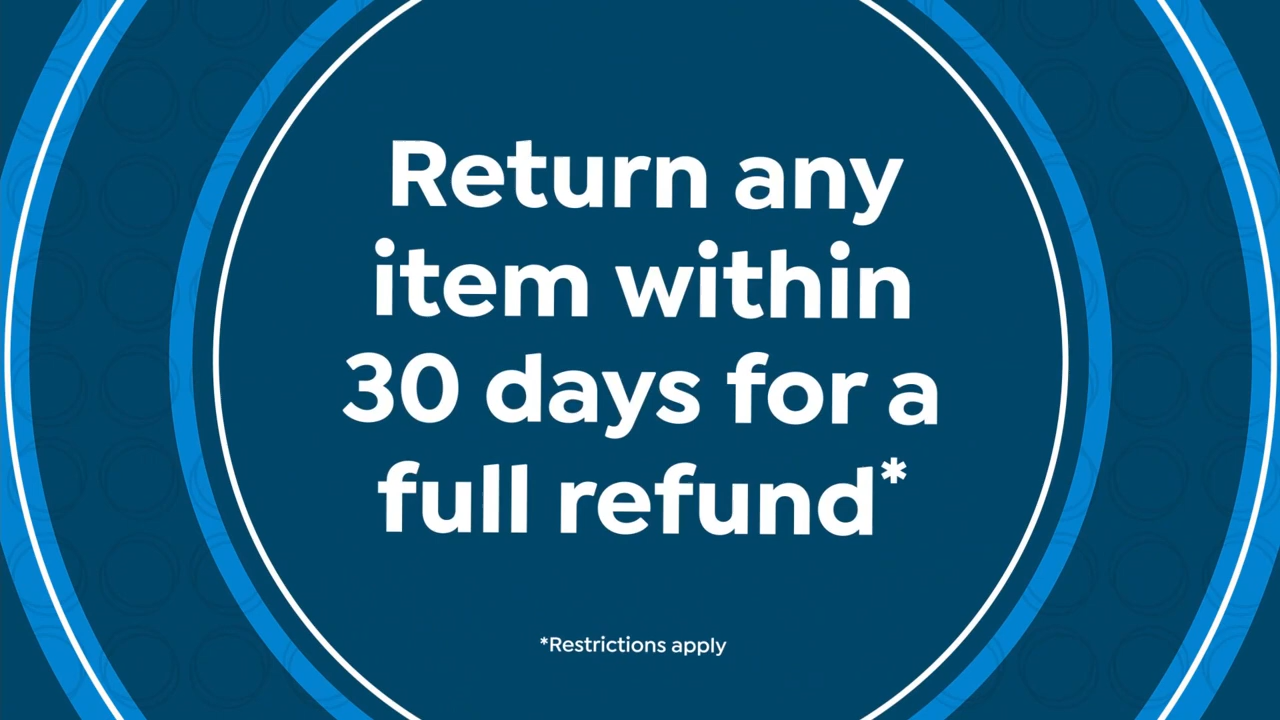 Return any
item within
30 days for a
full refund*
*Restrictions apply